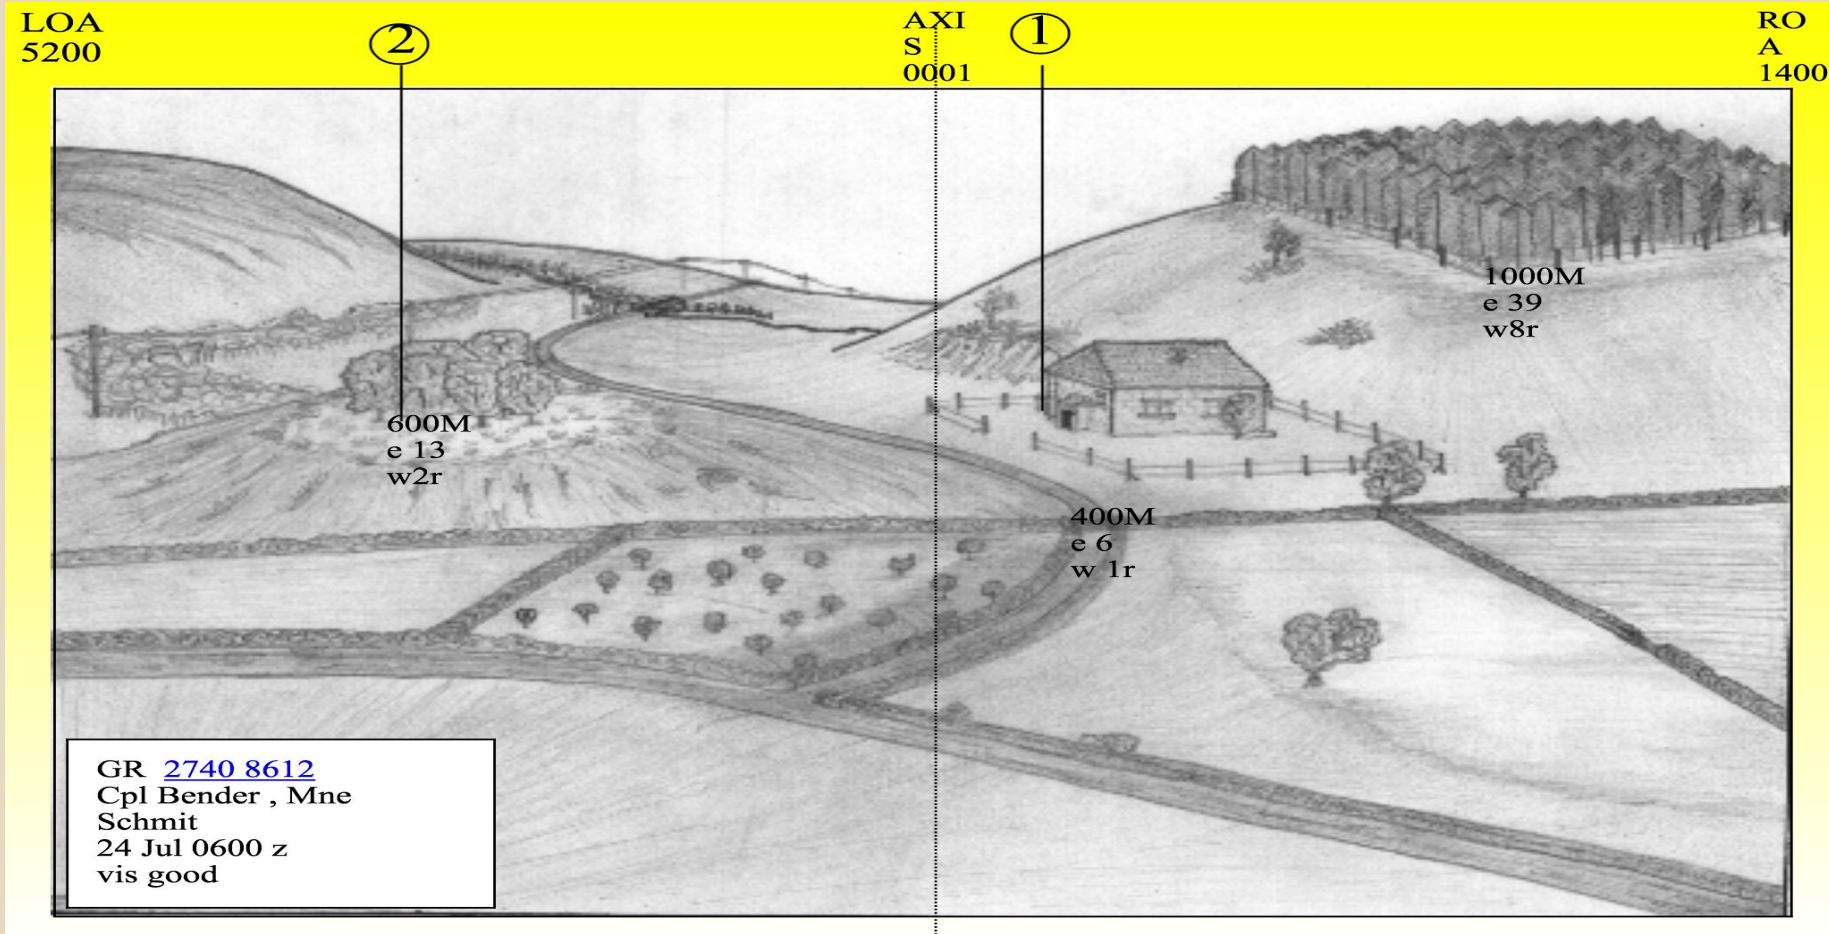 LOA
5200
2
AXI
S
0001
1
RO
A
1400
1000M
e 39
w8r
600M
e 13
w2r
400M
e 6
w 1r
GR 2740 8612
Cpl Bender , Mne
Schmit
24 Jul 0600 z
vis good